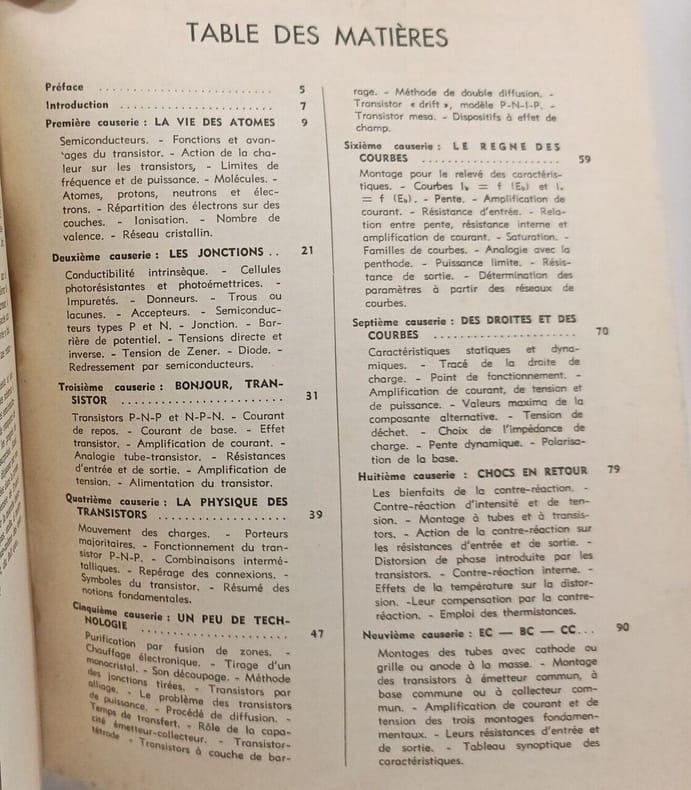 TABLE DES MATIÈRES
Préface . . . . . . . . . . . . . . . . . . . . . . . . . . 5
Introduction . . . . . . . . . . . . . . . . . . . . . . . 7
Première causerie : LA VIE DES ATOMES 9
Semiconducteurs. - Fonctions et avan-
tages du transistor. - Action de la cha-
leur sur les transistors, - Limites de
fréquence et de puissance. - Molécules. -
Atomes, protons, neutrons et élec-
trons. - Répartition des électrons sur des
couches. - Ionisation. - Nombre de
valence. - Réseau cristallin.
Deuxième causerie : LES JONCTIONS . . 21
Conductibilité intrinsèque. - Cellules
photorésistantes et photoémettrices. -
Impuretés. - Donneurs. - Trous ou
lacunes. - Accepteurs. - Semiconduc-
teurs types P et N. - Jonction. - Bar-
rière de potentiel. - Tensions directe et
inverse. - Tension de Zener. - Diode. -
Redressement par semiconducteurs.
Troisième causerie : BONJOUR, TRAN-
SISTOR . . . . . . . . . . . . . . . . . . . . . 31
Transistors P-N-P et N-P-N. - Courant
de repos. - Courant de base. - Effet
transistor. - Amplification de courant. -
Analogie tube-transistor. - Résistances
d'entrée et de sortie. - Amplification de
tension. - Alimentation du transistor.
Quatrième causerie : LA PHYSIQUE DES
TRANSISTORS . . . . . . . . . . . . . . . . . 39
Mouvement des charges. - Porteurs
majoritaires. - Fonctionnement du tran-
sistor P-N-P. - Combinaisons intermé-
talliques. - Repérage des connexions. -
Symboles du transistor. - Résumé des
notions fondamentales.
Cinquième causerie : UN PEU DE TECH-
NOLOGIE . . . . . . . . . . . . . . . . . . . 47
Purification par fusion de zones. -
Chauffage électronique. - Tirage d'un
monocristal. - Son découpage. - Méthode
des jonctions tirées. - Transistors par
alliage. - Le problème des transistors
de puissance. - Procédé de diffusion. -
Temps de transfert. - Rôle de la capa-
cité émetteur-collecteur. - Transistor-
tétrode - Transistors à couche de bar-
rage. - Méthode de double diffusion. -
Transistor « drift », modèle P-N-I-P. -
Transistor mesa. - Dispositifs à effet de
champ.
Sixième causerie : LE REGNE DES
COURBES . . . . . . . . . . . . . . . . . . . . 59
Montage pour le relevé des caractéris-
tiques. - Courbes Ib = f (Eb) et Ic
= f (Eb). - Pente. - Amplification de
courant. - Résistance d'entrée. - Rela-
tion entre pente, résistance interne et
amplification de courant. - Saturation. -
Familles de courbes. - Analogie avec la
penthode. - Puissance limite. - Résis-
tance de sortie. - Détermination des
paramètres à partir des réseaux de
courbes.
Septième causerie : DES DROITES ET DES
COURBES . . . . . . . . . . . . . . . . . . . . 70
Caractéristiques statiques et dyna-
miques. - Tracé de la droite de
charge. - Point de fonctionnement. -
Amplification de courant, de tension et
de puissance. - Valeurs maxima de la
composante alternative. - Tension de
déchet. - Choix de l'impédance de
charge. - Pente dynamique. - Polarisa-
tion de la base.
Huitième causerie : CHOCS EN RETOUR 79
Les bienfaits de la contre-réaction. -
Contre-réaction d'intensité et de ten-
sion. - Montage à tubes et à transis-
tors. - Action de la contre-réaction sur
les résistances d'entrée et de sortie. -
Distorsion de phase introduite par les
transistors. - Contre-réaction interne. -
Effets de la température sur la distor-
sion. -Leur compensation par la contre-
réaction. - Emploi des thermistances.
Neuvième causerie : EC — BC — CC . . . 90
Montages des tubes avec cathode ou
grille ou anode à la masse. - Montage
des transistors à émetteur commun, à
base commune ou à collecteur com-
mun. - Amplification de courant et de
tension des trois montages fondamen-
mentaux. - Leurs résistances d'entrée et
de sortie. - Tableau synoptique des
caractéristiques.